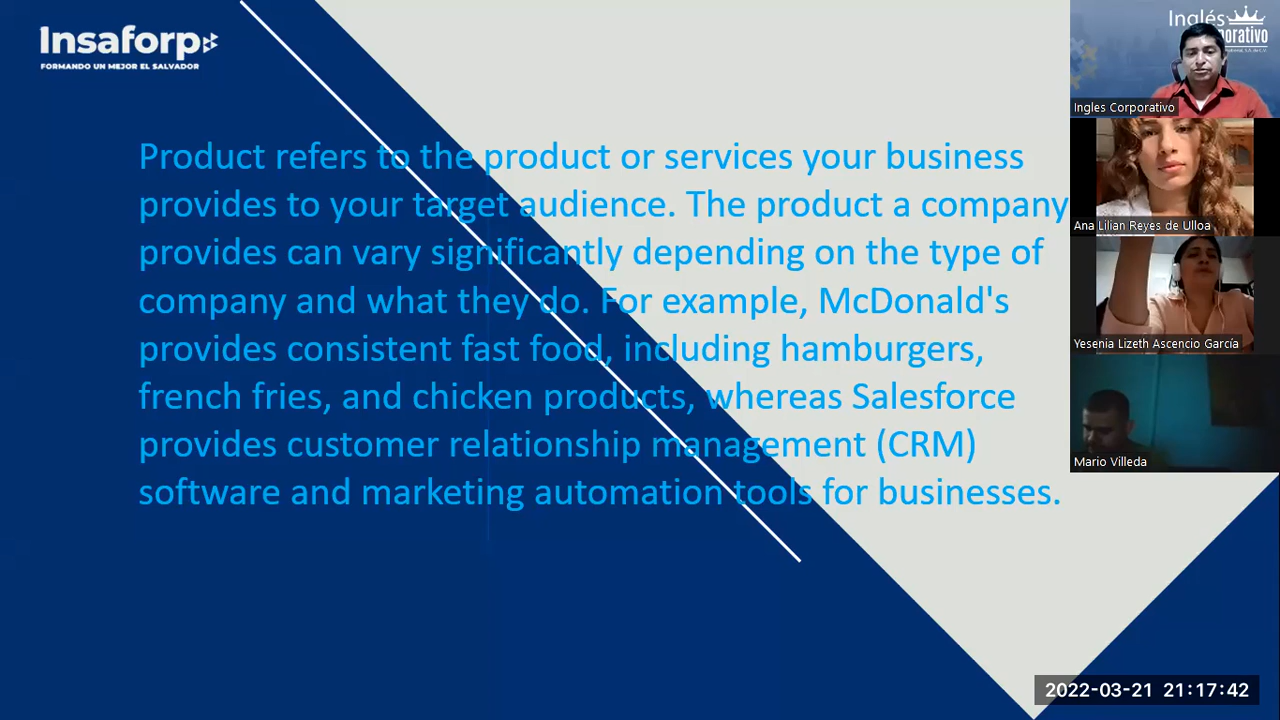 Insaforp
FORMANDO UN MEJOR EL SALVADOR
Product refers to the product or services your business
provides to your target audience. The product a company
provides can vary significantly depending on the type of
company and what they do. For example, McDonald's
provides consistent fast food, including hamburgers,
french fries, and chicken products, whereas Salesforce
provides customer relationship management (CRM)
software and marketing automation tools for businesses.
Inglés
Ingles Corporativo
Ana Lilian Reyes de Ulloa
Yesenia Lizeth Ascencio García
Mario Villeda
2022-03-21 21:17:42